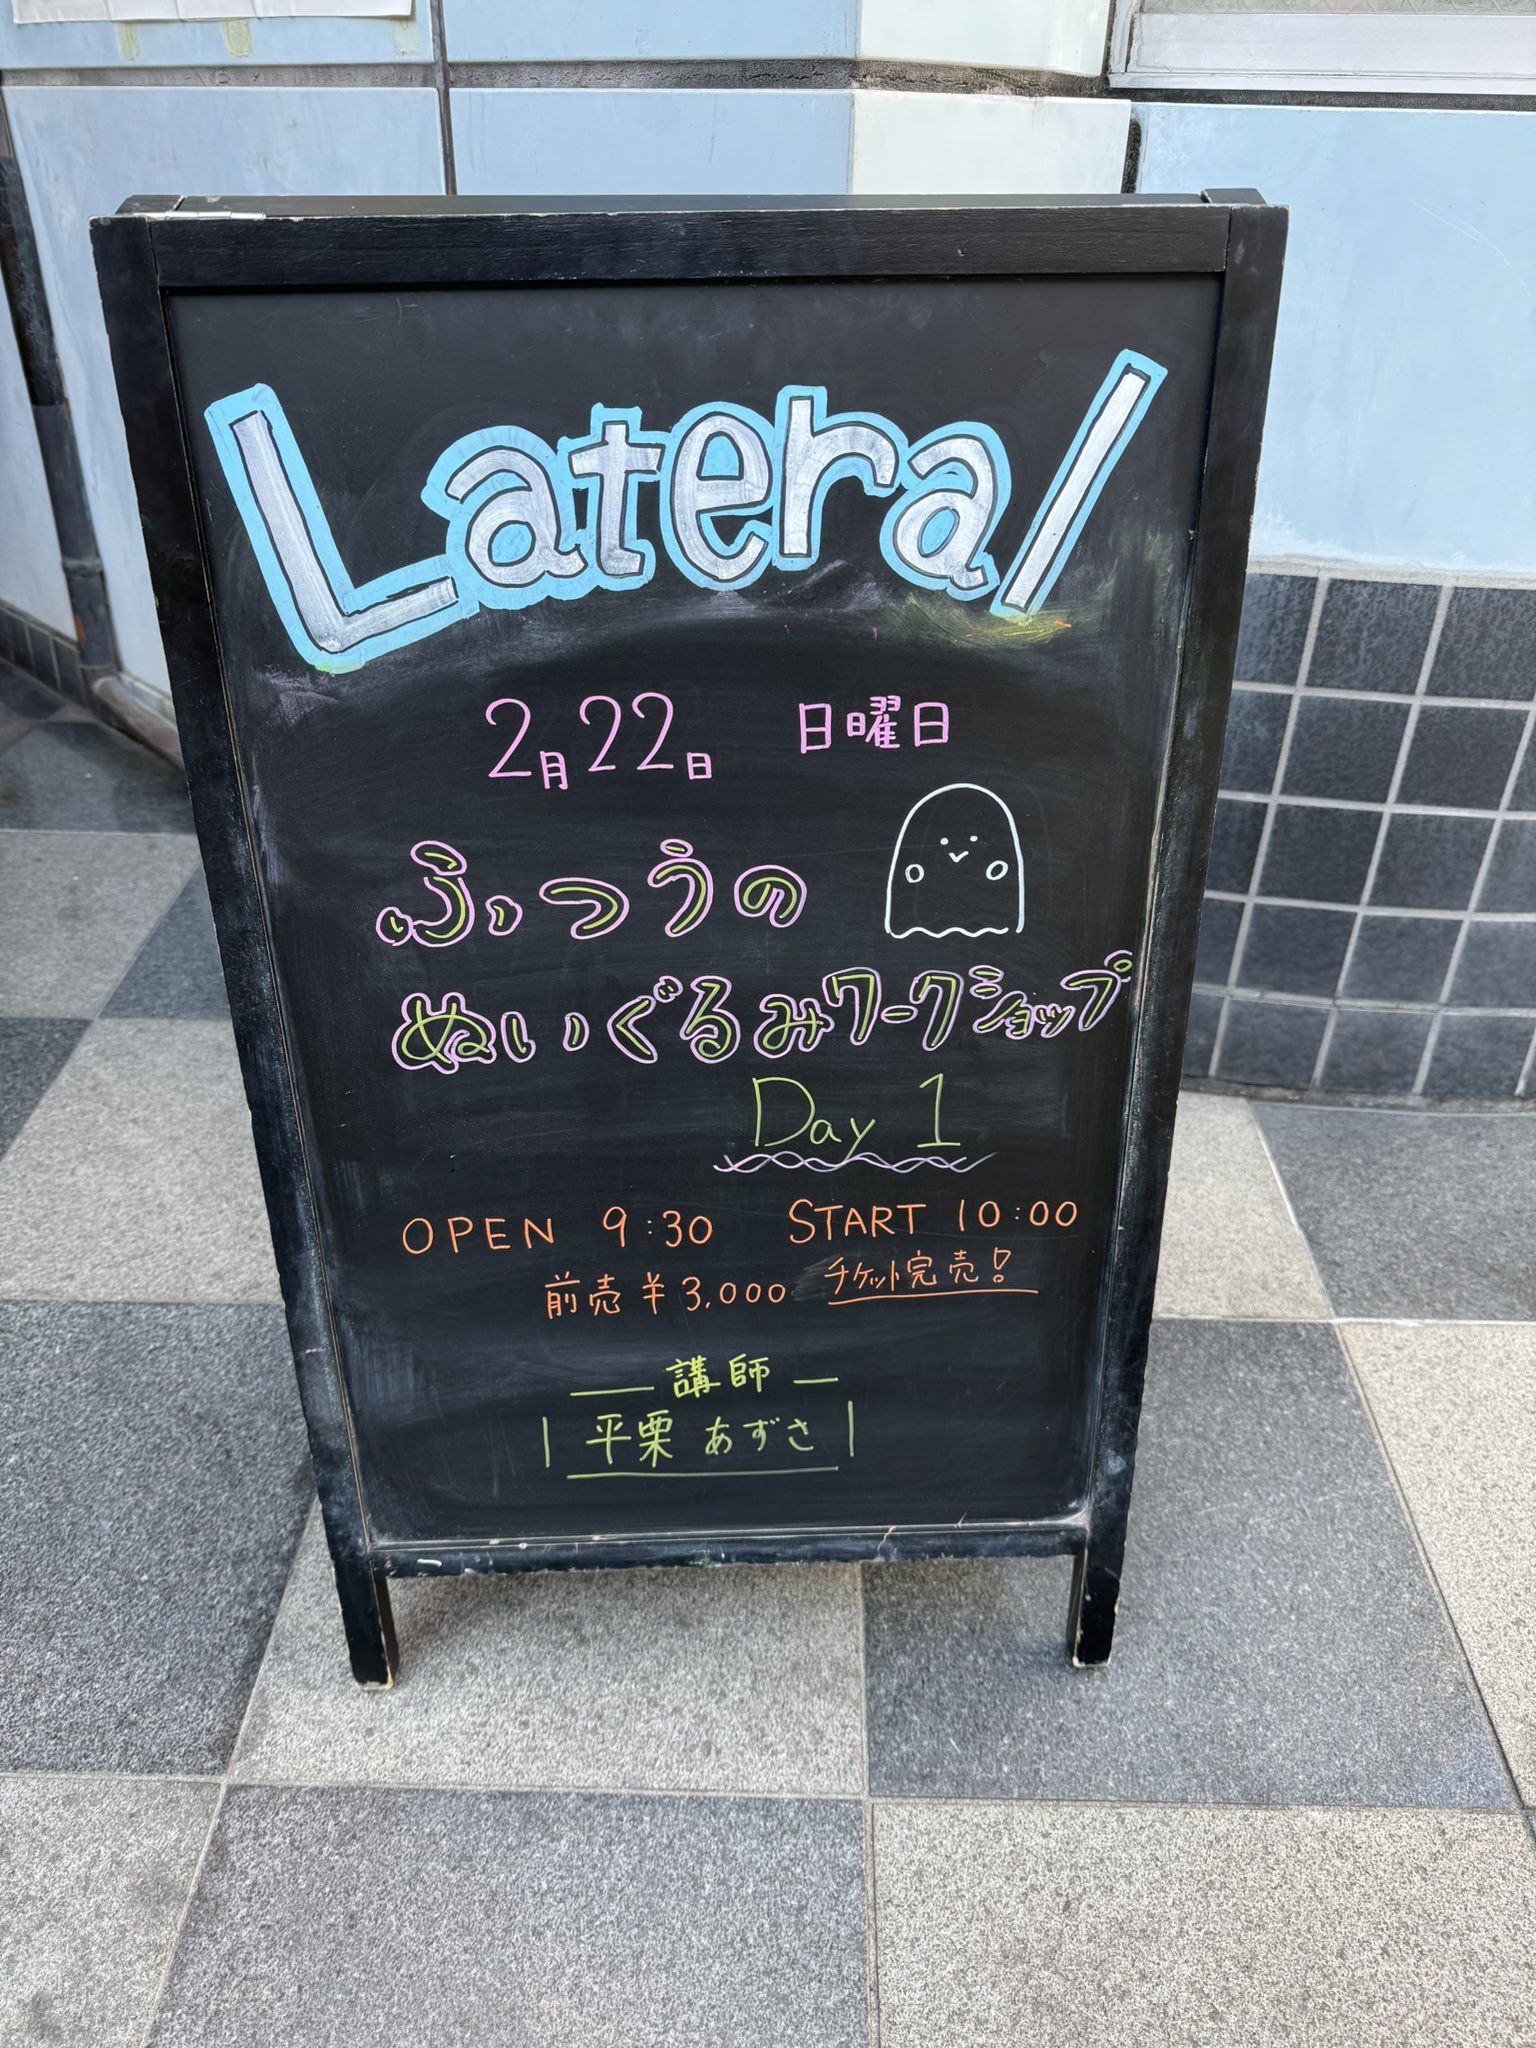 Lateral
2月22日 日曜日
ふつうの
ぬいぐるみワークショップ
Day 1
OPEN 9:30 START 10:00
前売 ¥3,000 チケット完売!
講師
平栗 あずさ